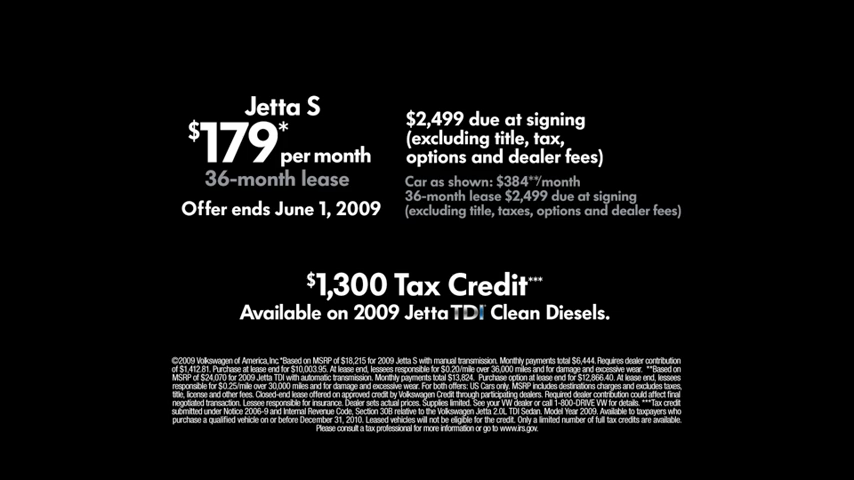 Jetta S
$179* per month
36-month lease
Offer ends June 1, 2009
$2,499 due at signing
(excluding title, tax,
options and dealer fees)
Car as shown: $384**/month
36-month lease $2,499 due at signing
(excluding title, taxes, options and dealer fees)
$1,300 Tax Credit***
Available on 2009 Jetta TDI Clean Diesels.
©2009 Volkswagen of America, Inc. *Based on MSRP of $18,215 for 2009 Jetta S with manual transmission. Monthly payments total $6,444. Requires dealer contribution
of $1,412.81. Purchase at lease end for $10,003.95. At lease end, lessees responsible for $0.20/mile over 36,000 miles and for damage and excessive wear. **Based on
MSRP of $24,070 for 2009 Jetta TDI with automatic transmission. Monthly payments total $13,824. Purchase option at lease end for $12,866.40. At lease end, lessees
responsible for $0.25/mile over 30,000 miles and for damage and excessive wear. For both offers: US Cars only. MSRP includes destinations charges and excludes taxes,
title, license and other fees. Closed-end lease offered on approved credit by Volkswagen Credit through participating dealers. Required dealer contribution could affect final
negotiated transaction. Lessee responsible for insurance. Dealer sets actual prices. Supplies limited. See your VW dealer or call 1-800-DRIVE VW for details. ***Tax credit
submitted under Notice 2006-9 and Internal Revenue Code, Section 30B relative to the Volkswagen Jetta 2.0L TDI Sedan. Model Year 2009. Available to taxpayers who
purchase a qualified vehicle on or before December 31, 2010. Leased vehicles will not be eligible for the credit. Only a limited number of full tax credits are available.
Please consult a tax professional for more information or go to www.irs.gov.